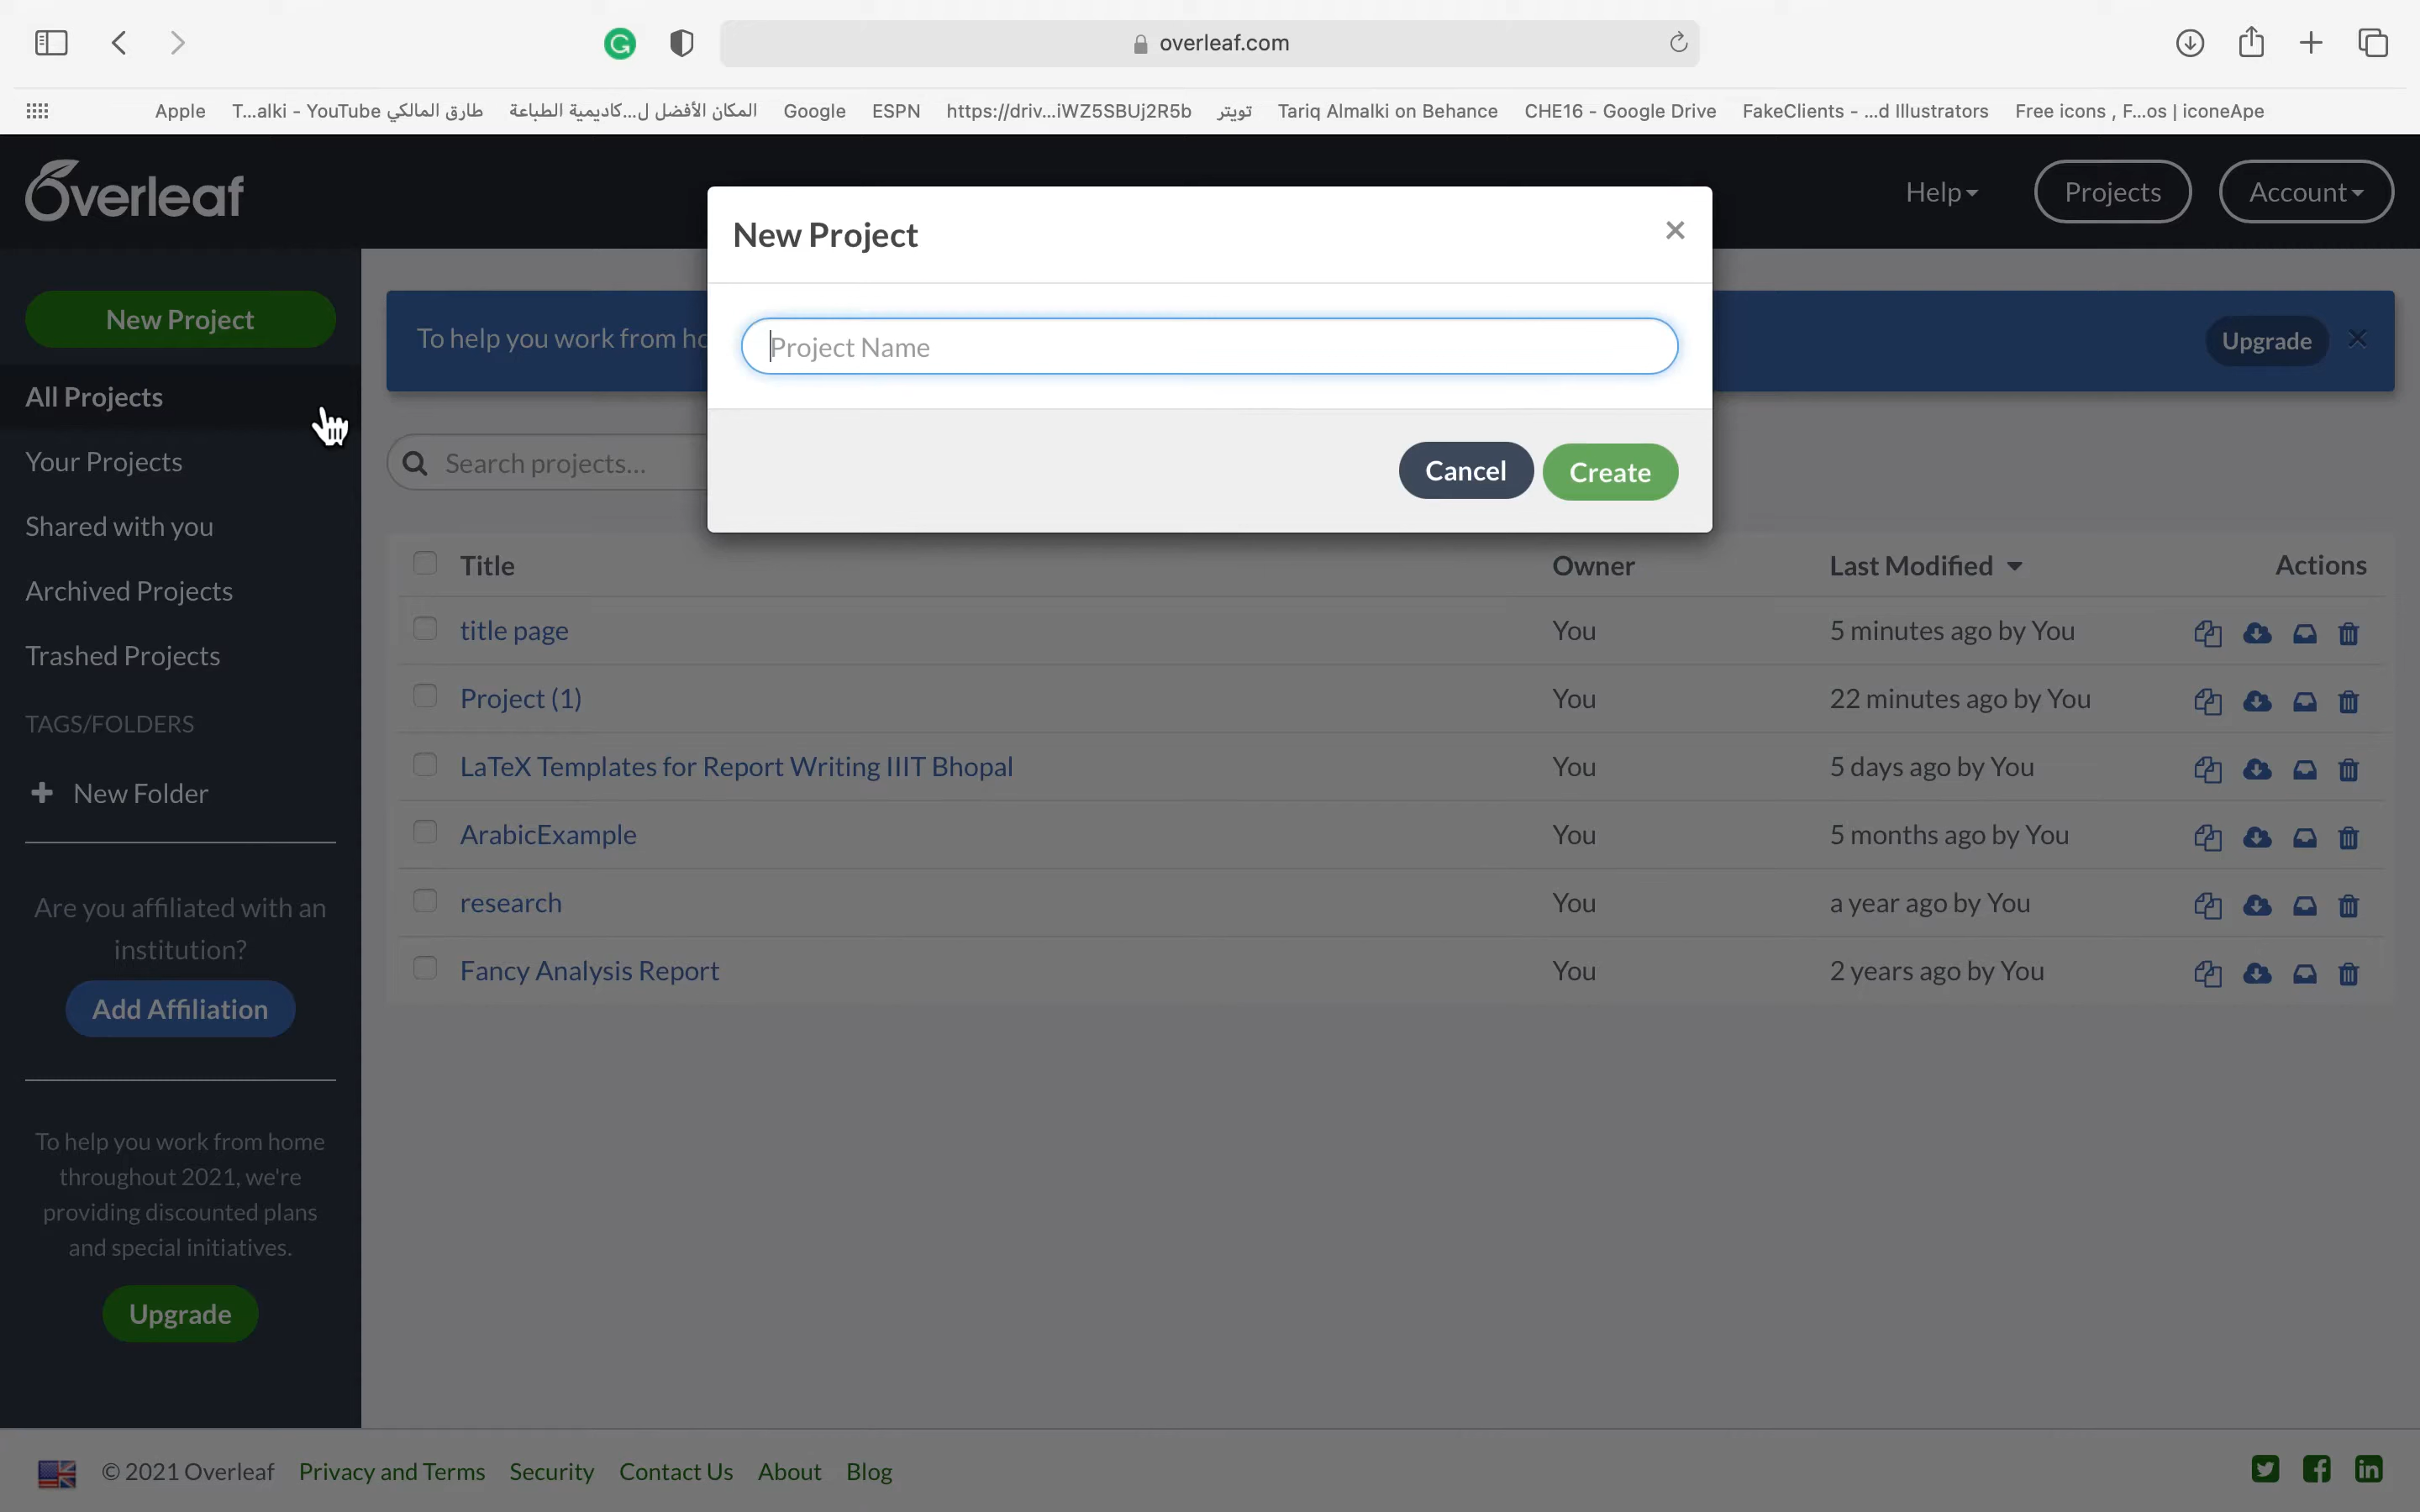 overleaf.com
Apple
T...alki - YouTube طارق المالكي
المكان الأفضل ل...كاديمية الطباعة
Google
ESPN
https://driv...iWZ5SBUj2R5b
تويتر
Tariq Almalki on Behance
CHE16 - Google Drive
FakeClients - ...d Illustrators
Free icons , F...os | iconeApe
Overleaf
Help
Projects
Account
New Project
All Projects
Your Projects
Shared with you
Archived Projects
Trashed Projects
TAGS/FOLDERS
New Folder
Are you affiliated with an
institution?
Add Affiliation
To help you work from home
throughout 2021, we're
providing discounted plans
and special initiatives.
Upgrade
New Project
×
Project Name
Cancel
Create
To help you work from ho
Upgrade
Search projects...
Title Owner Last Modified Actions
title page You 5 minutes ago by You
Project (1) You 22 minutes ago by You
LaTeX Templates for Report Writing IIIT Bhopal You 5 days ago by You
ArabicExample You 5 months ago by You
research You a year ago by You
Fancy Analysis Report You 2 years ago by You
© 2021 Overleaf Privacy and Terms Security Contact Us About Blog